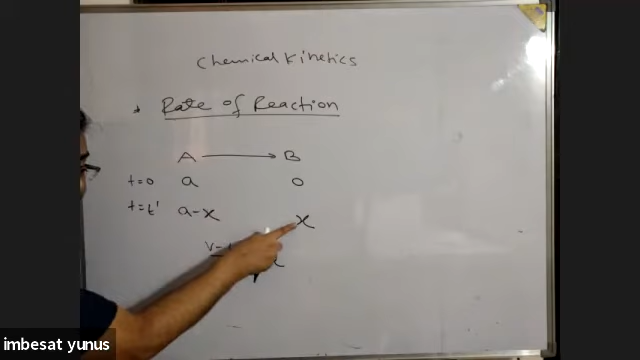 Chemical Kinetics
Rate of Reaction
A → B
t=0 a 0
t=t' a-x x
imbesat yunus